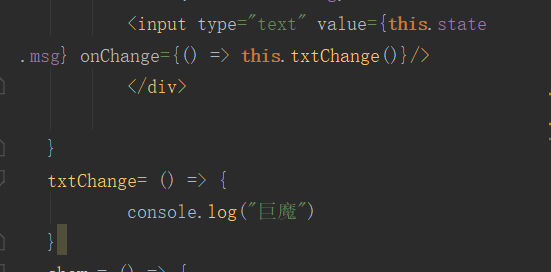 <input type="text" value={this.state
.msg} onChange={() => this.txtChange()}/>
</div>
}
txtChange= () => {
console.log("巨魔")
}